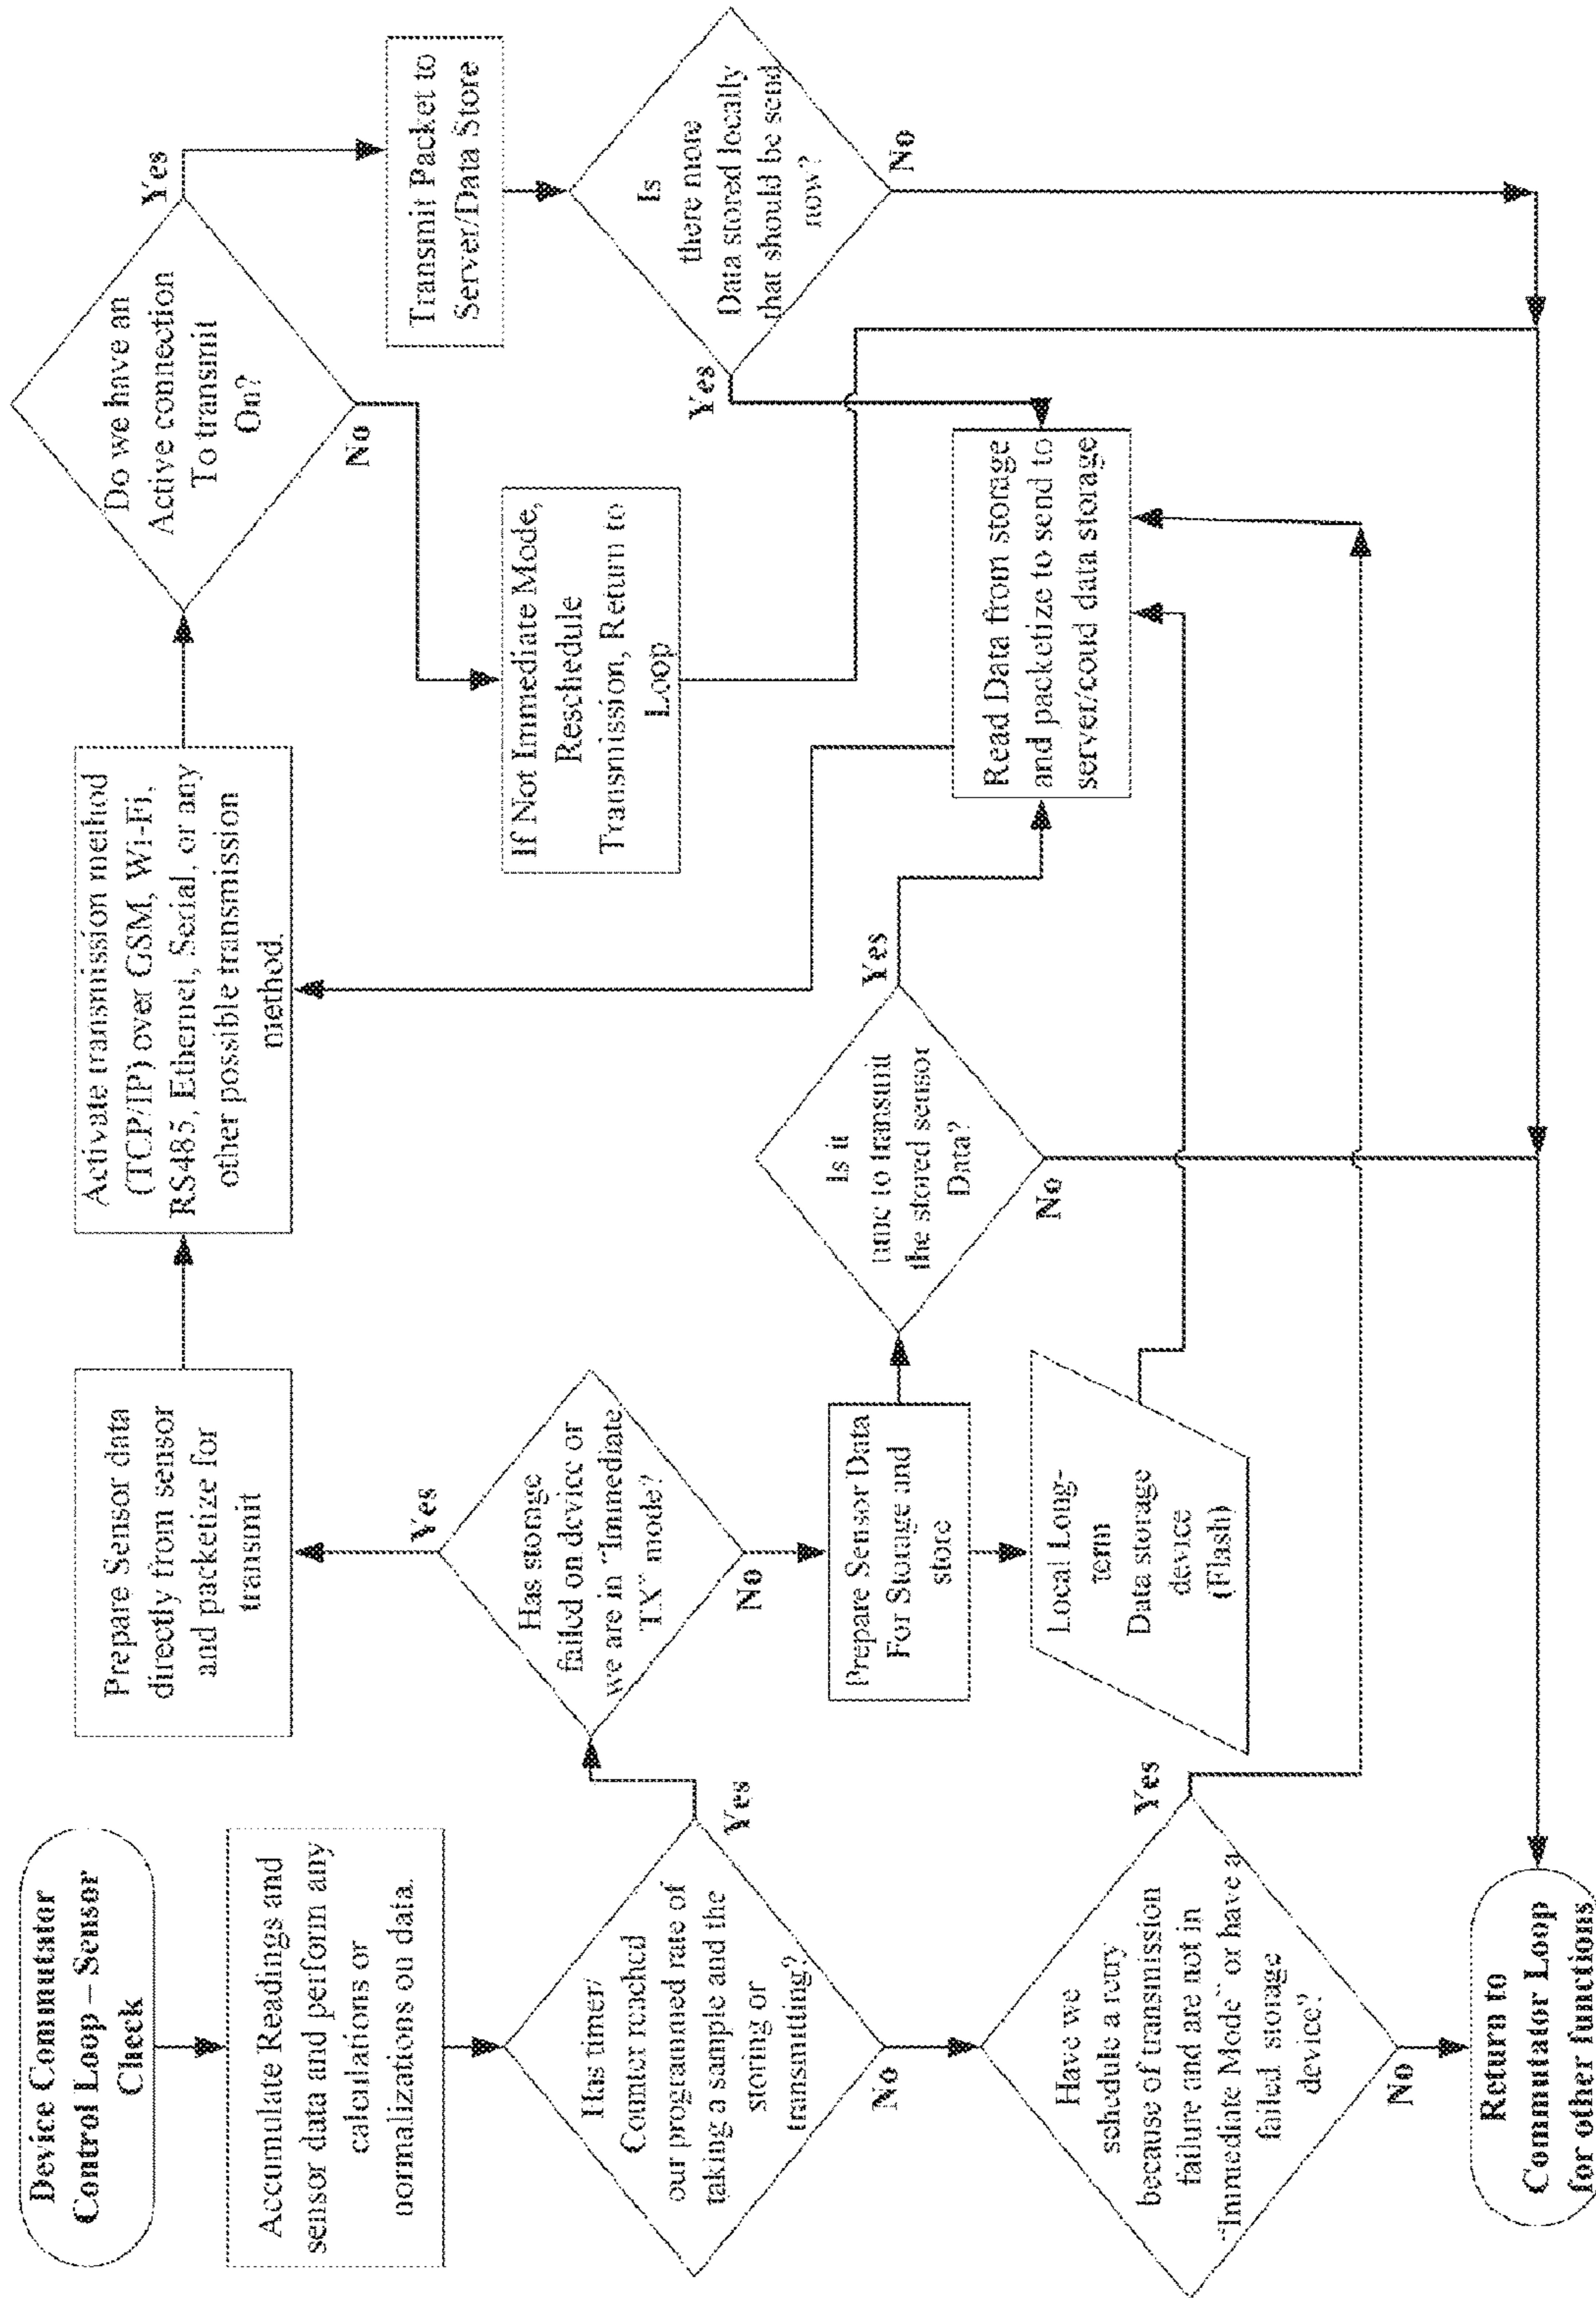 Device Commutator
Control Loop – Sensor
Check
Accumulate Readings and
sensor data and perform any
calculations or
normalizations on data.
Has timer/
Counter reached
our programmed rate of
taking a sample and the
storing or
transmitting?
Yes
No
Have we
schedule a retry
because of transmission
failure and are not in
"Immediate Mode" or have a
failed storage
device?
Yes
No
Return to
Commutator Loop
for other functions
Prepare Sensor data
directly from sensor
and packetize for
transmit
Yes
Has storage
failed on device or
we are in "Immediate
TX" mode?
No
Prepare Sensor Data
For Storage and
store
Local Long-
term
Data storage
device
(Flash)
Activate transmission method
(TCP/IP) over GSM, Wi-Fi,
RS485, Ethernet, Serial, or any
other possible transmission
method.
Is it
time to transmit
the stored sensor
Data?
Yes
No
Do we have an
Active connection
To transmit
On?
Yes
No
If Not Immediate Mode,
Reschedule
Transmission, Return to
Loop
Read Data from storage
and packetize to send to
server/coud data storage
Transmit Packet to
Server/Data Store
Is
there more
Data stored locally
that should be send
now?
Yes
No